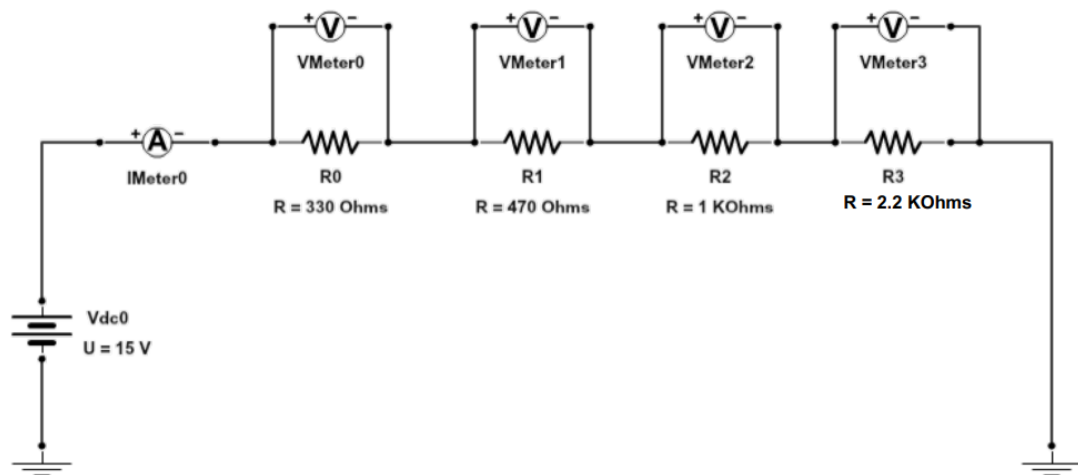 + V −
+ V −
+ V −
+ V −
VMeter0
VMeter1
VMeter2
VMeter3
+ A −
IMeter0
R0
R1
R2
R3
R = 330 Ohms
R = 470 Ohms
R = 1 KOhms
R = 2.2 KOhms
Vdc0
U = 15 V